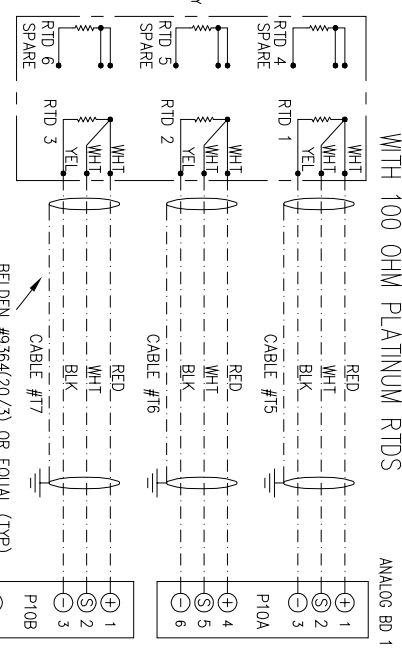 WITH 100 OHM PLATINUM RTDS
ANALOG BD 1
RTD 4
SPARE
RTD 1
WHT
WHT
YEL
RED
WHT
BLK
CABLE #T5
+ 1
S 2
- 3
P10A
Y
RTD 5
SPARE
RTD 2
WHT
WHT
YEL
RED
WHT
BLK
CABLE #T6
+ 4
S 5
- 6
RTD 6
SPARE
RTD 3
WHT
WHT
YEL
RED
WHT
BLK
CABLE #T7
+ 1
S 2
- 3
P10B
BELDEN #9364(20/3) OR EQUAL (TYP)